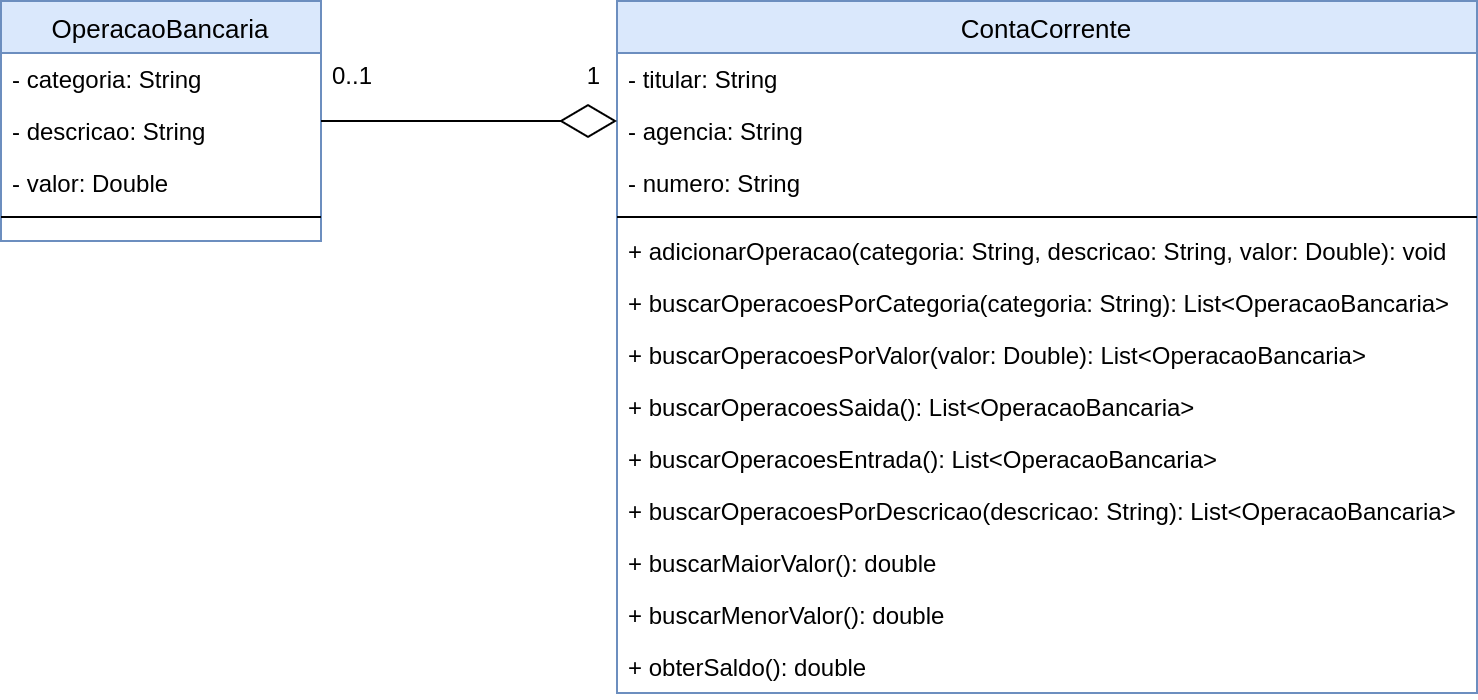 OperacaoBancaria
- categoria: String
- descricao: String
- valor: Double
0..1
1
ContaCorrente
- titular: String
- agencia: String
- numero: String
+ adicionarOperacao(categoria: String, descricao: String, valor: Double): void
+ buscarOperacoesPorCategoria(categoria: String): List<OperacaoBancaria>
+ buscarOperacoesPorValor(valor: Double): List<OperacaoBancaria>
+ buscarOperacoesSaida(): List<OperacaoBancaria>
+ buscarOperacoesEntrada(): List<OperacaoBancaria>
+ buscarOperacoesPorDescricao(descricao: String): List<OperacaoBancaria>
+ buscarMaiorValor(): double
+ buscarMenorValor(): double
+ obterSaldo(): double